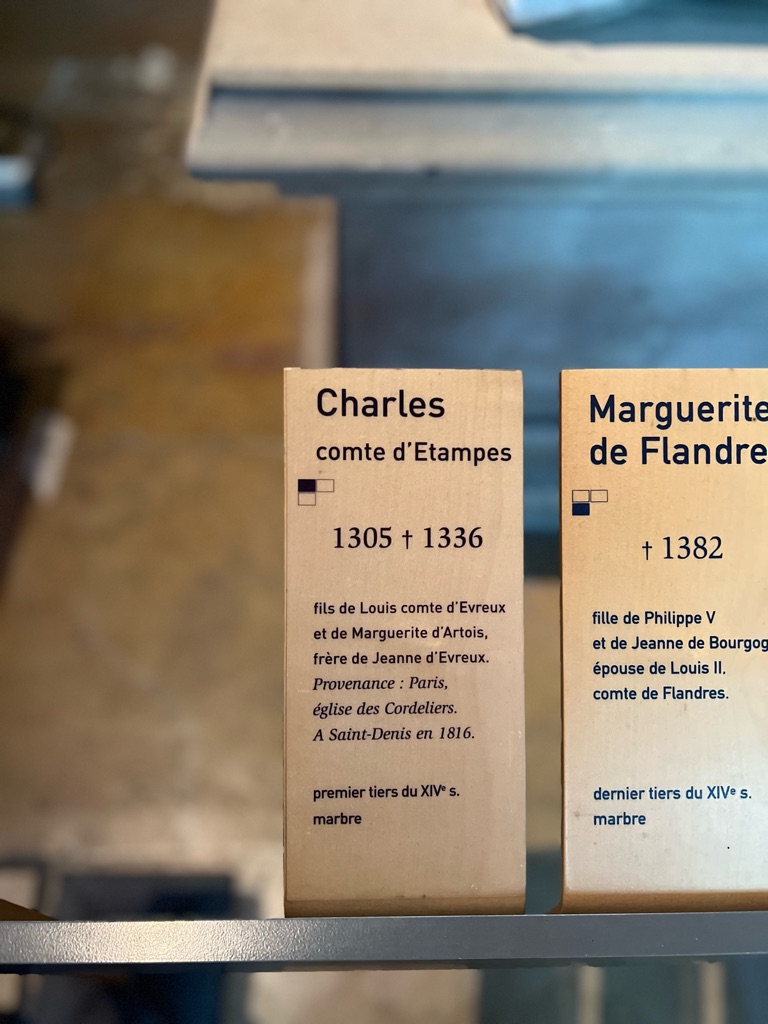 Charles
comte d'Etampes
1305 † 1336
fils de Louis comte d'Evreux
et de Marguerite d'Artois,
frère de Jeanne d'Evreux.
Provenance : Paris,
église des Cordeliers.
A Saint-Denis en 1816.
premier tiers du XIVe s.
marbre
Marguerite
de Flandre
† 1382
fille de Philippe V
et de Jeanne de Bourgog
épouse de Louis II,
comte de Flandres.
dernier tiers du XIVe s.
marbre